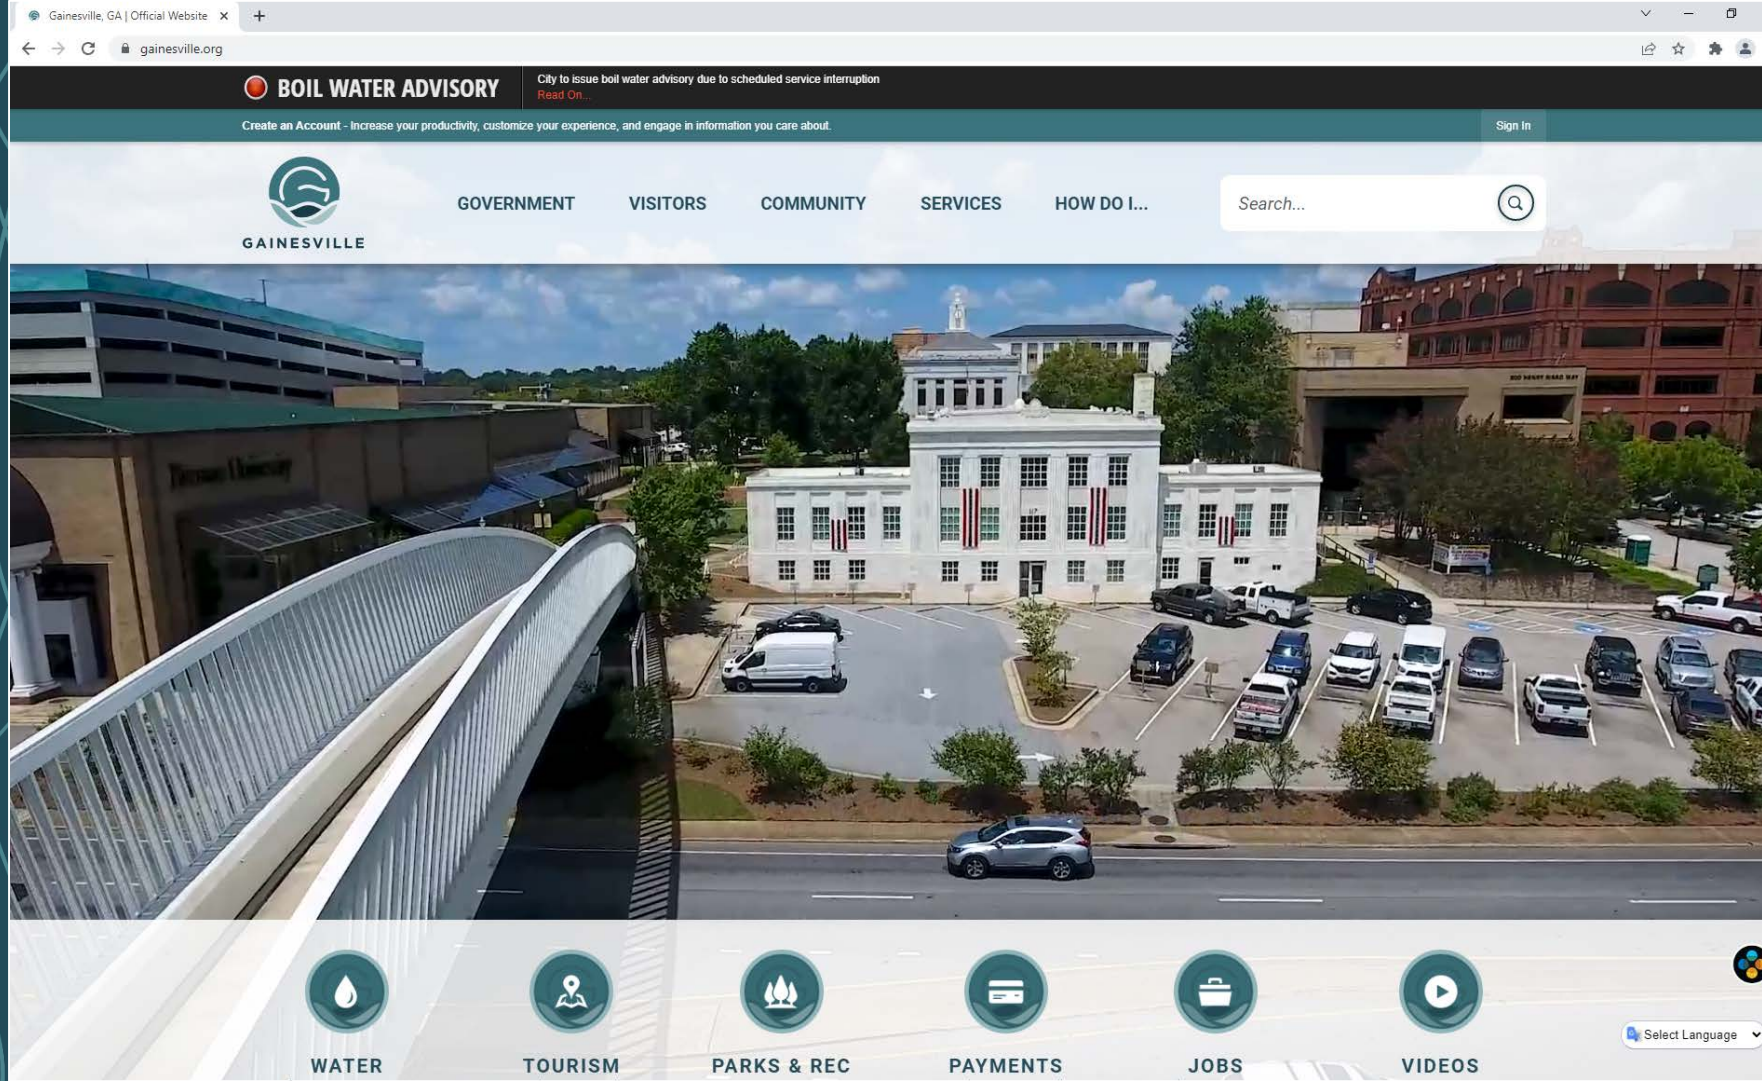 Gainesville, GA | Official Website
gainesville.org
BOIL WATER ADVISORY
City to issue boil water advisory due to scheduled service interruption
Read On...
Create an Account - Increase your productivity, customize your experience, and engage in information you care about.
Sign In
GAINESVILLE
GOVERNMENT
VISITORS
COMMUNITY
SERVICES
HOW DO I...
Search...
WATER
TOURISM
PARKS & REC
PAYMENTS
JOBS
VIDEOS
Select Language